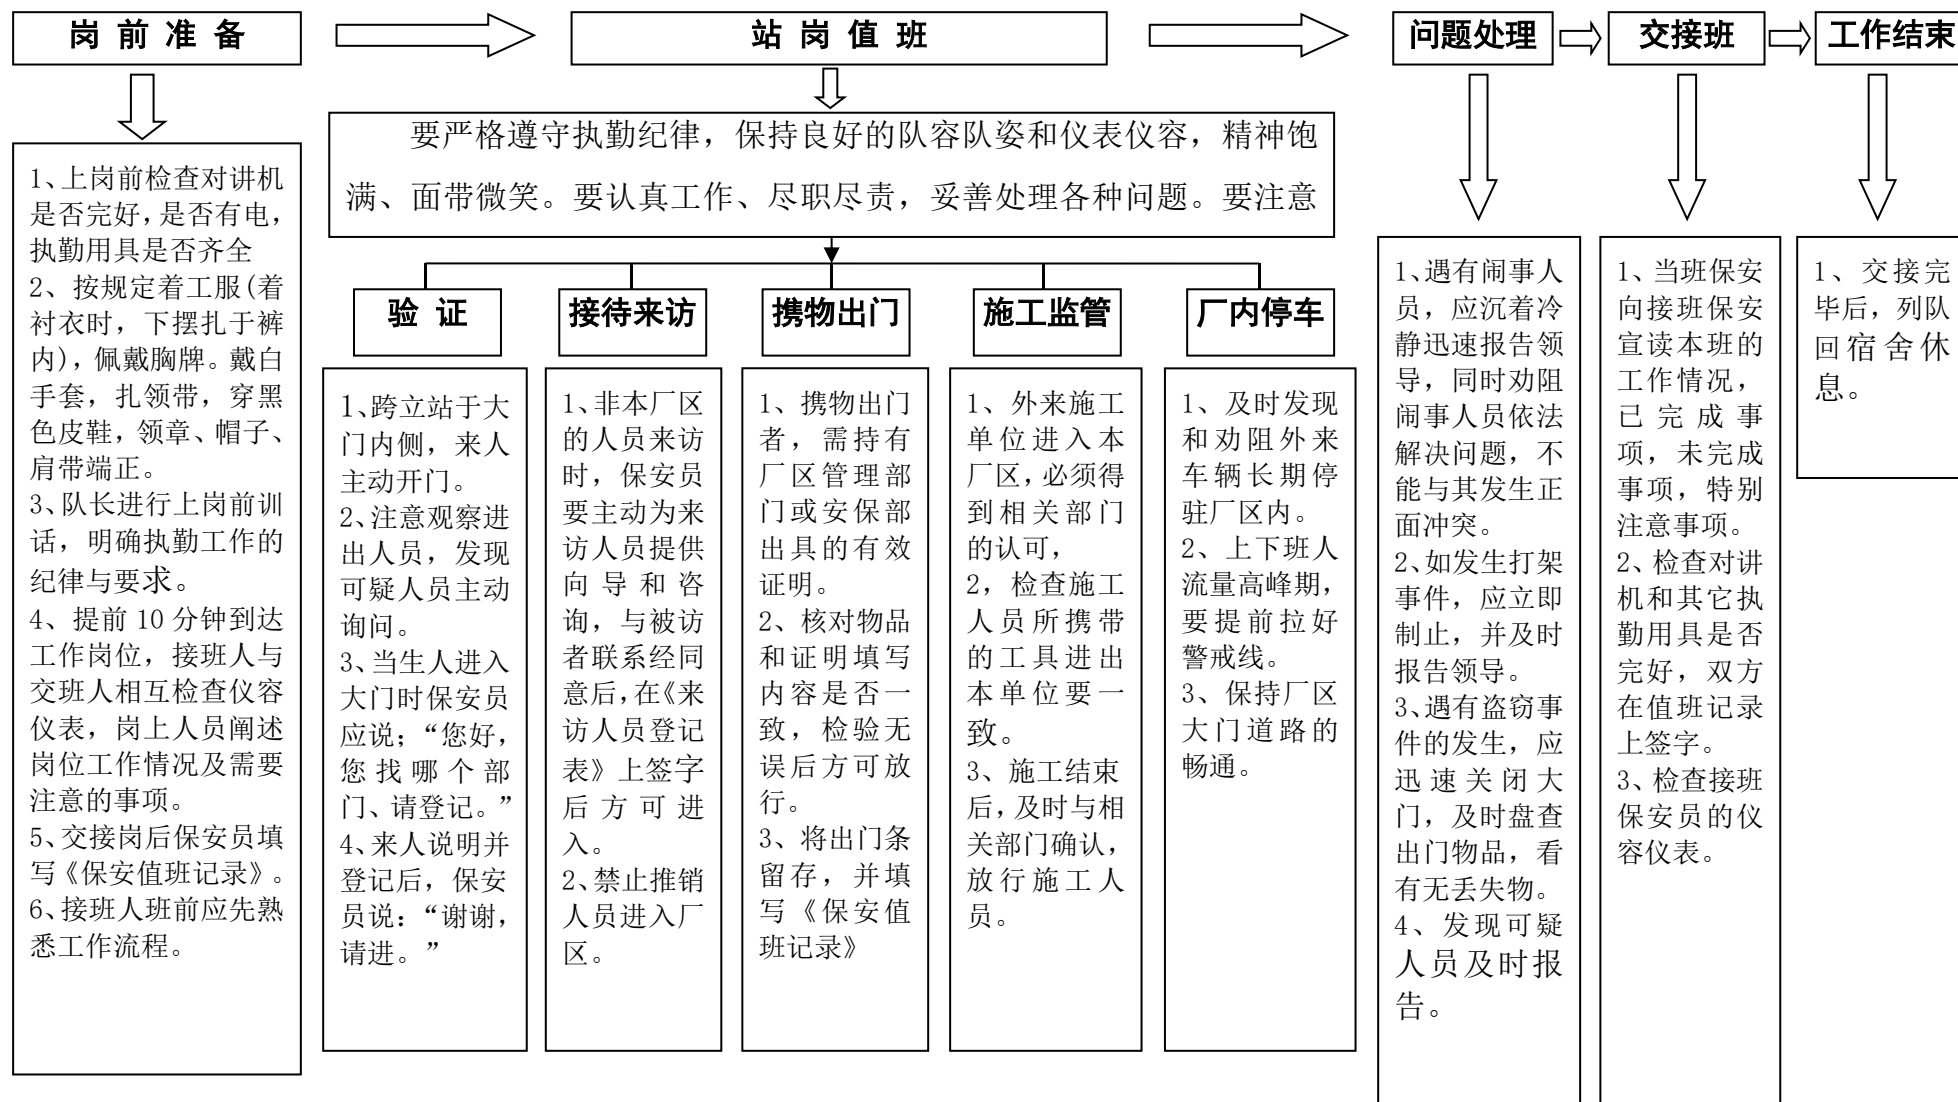 岗 前 准 备
站 岗 值 班
问题处理
交接班
工作结束
1、上岗前检查对讲机
是否完好，是否有电，
执勤用具是否齐全
2、按规定着工服（着
衬衣时，下摆扎于裤
内），佩戴胸牌。戴白
手套，扎领带，穿黑
色皮鞋，领章、帽子、
肩带端正。
3、队长进行上岗前训
话，明确执勤工作的
纪律与要求。
4、提前 10 分钟到达
工作岗位，接班人与
交班人相互检查仪容
仪表，岗上人员阐述
岗位工作情况及需要
注意的事项。
5、交接岗后保安员填
写《保安值班记录》。
6、接班人班前应先熟
悉工作流程。
要严格遵守执勤纪律，保持良好的队容队姿和仪表仪容，精神饱
满、面带微笑。要认真工作、尽职尽责，妥善处理各种问题。要注意
验 证
接待来访
携物出门
施工监管
厂内停车
1、跨立站于大
门内侧，来人
主动开门。
2、注意观察进
出人员，发现
可疑人员主动
询问。
3、当生人进入
大门时保安员
应说；“您好，
您找哪个部
门、请登记。”
4、来人说明并
登记后，保安
员说：“谢谢，
请进。”
1、非本厂区
的人员来访
时，保安员
要主动为来
访人员提供
向导和咨
询，与被访
者联系经同
意后，在《来
访人员登记
表》上签字
后方可进
入。
2、禁止推销
人员进入厂
区。
1、携物出门
者，需持有
厂区管理部
门或安保部
出具的有效
证明。
2、核对物品
和证明填写
内容是否一
致，检验无
误后方可放
行。
3、将出门条
留存，并填
写《保安值
班记录》
1、外来施工
单位进入本
厂区，必须得
到相关部门
的认可，
2，检查施工
人员所携带
的工具进出
本单位要一
致。
3、施工结束
后，及时与相
关部门确认，
放行施工人
员。
1、及时发现
和劝阻外来
车辆长期停
驻厂区内。
2、上下班人
流量高峰期，
要提前拉好
警戒线。
3、保持厂区
大门道路的
畅通。
1、遇有闹事人
员，应沉着冷
静迅速报告领
导，同时劝阻
闹事人员依法
解决问题，不
能与其发生正
面冲突。
2、如发生打架
事件，应立即
制止，并及时
报告领导。
3、遇有盗窃事
件的发生，应
迅速关闭大
门，及时盘查
出门物品，看
有无丢失物。
4、发现可疑
人员及时报
告。
1、当班保安
向接班保安
宣读本班的
工作情况，
已完成事
项，未完成
事项，特别
注意事项。
2、检查对讲
机和其它执
勤用具是否
完好，双方
在值班记录
上签字。
3、检查接班
保安员的仪
容仪表。
1、交接完
毕后，列队
回宿舍休
息。